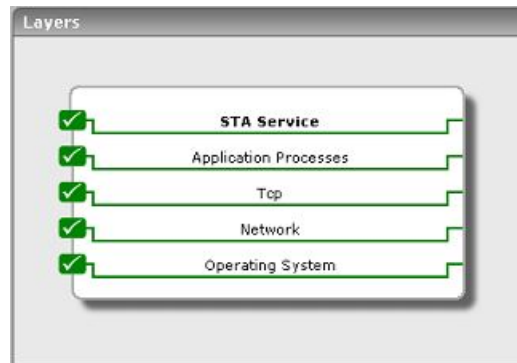 Layers
STA Service
Application Processes
Tcp
Network
Operating System